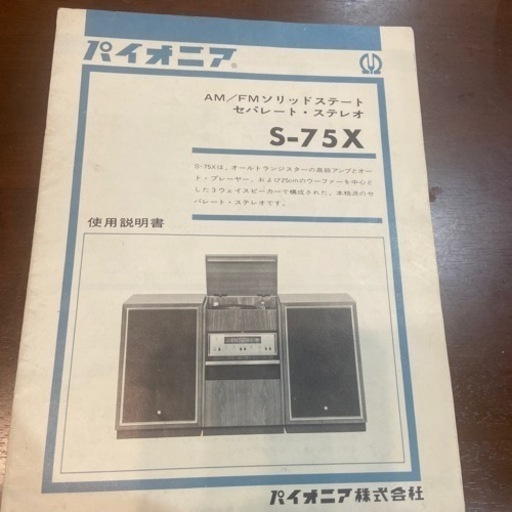 パイオニア®
AM/FMソリッドステート
セパレート・ステレオ
S-75X
S-75Xは、オールトランジスターの高級アンプとオー
ト・プレーヤー、および25cmのウーファーを中心と
した3ウェイスピーカーで構成された、本格派のセ
パレート・ステレオです。
使用説明書
パイオニア株式会社